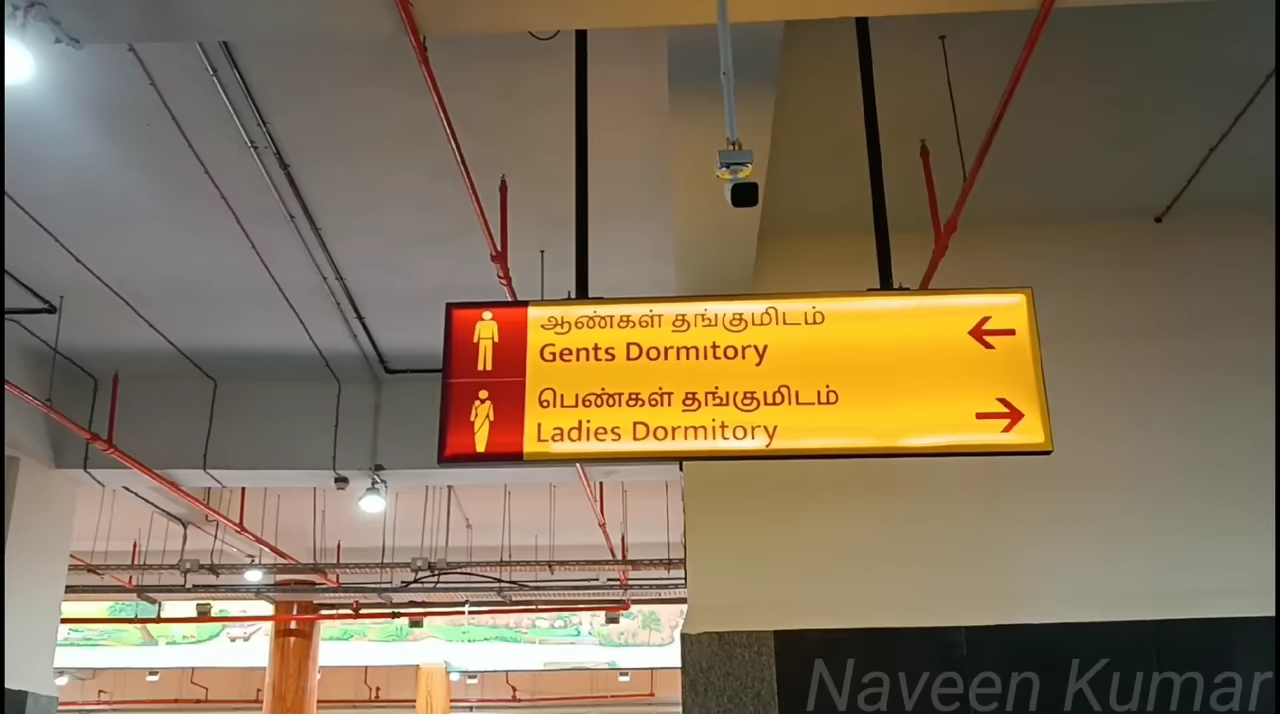 ஆண்கள் தங்குமிடம்
Gents Dormitory
பெண்கள் தங்குமிடம்
Ladies Dormitory
Naveen Kumar